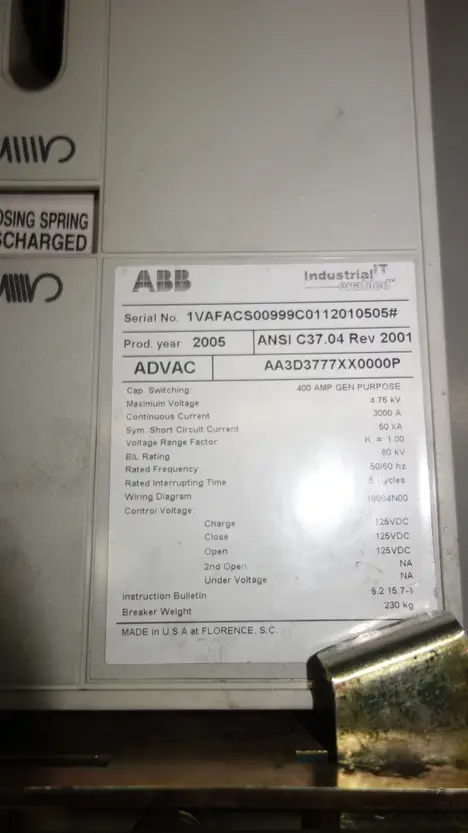 OSING SPRING
SCHARGED
ABB
Industrial IT
enabled™
Serial No. 1VAFACS00999C0112010505#
Prod. year 2005 ANSI C37.04 Rev 2001
ADVAC AA3D3777XX0000P
Cap. Switching: 400 AMP GEN PURPOSE
Maximum Voltage 4.76 kV
Continuous Current 3000 A
Sym. Short Circuit Current 50 kA
Voltage Range Factor K = 1.00
BIL Rating 60 kV
Rated Frequency 50/60 hz
Rated Interrupting Time 5 Cycles
Wiring Diagram
Control Voltage:
Charge 125VDC
Close 125VDC
Open 125VDC
2nd Open NA
Under Voltage NA
Instruction Bulletin
Breaker Weight 230 kg
MADE in U.S.A at FLORENCE, S.C.